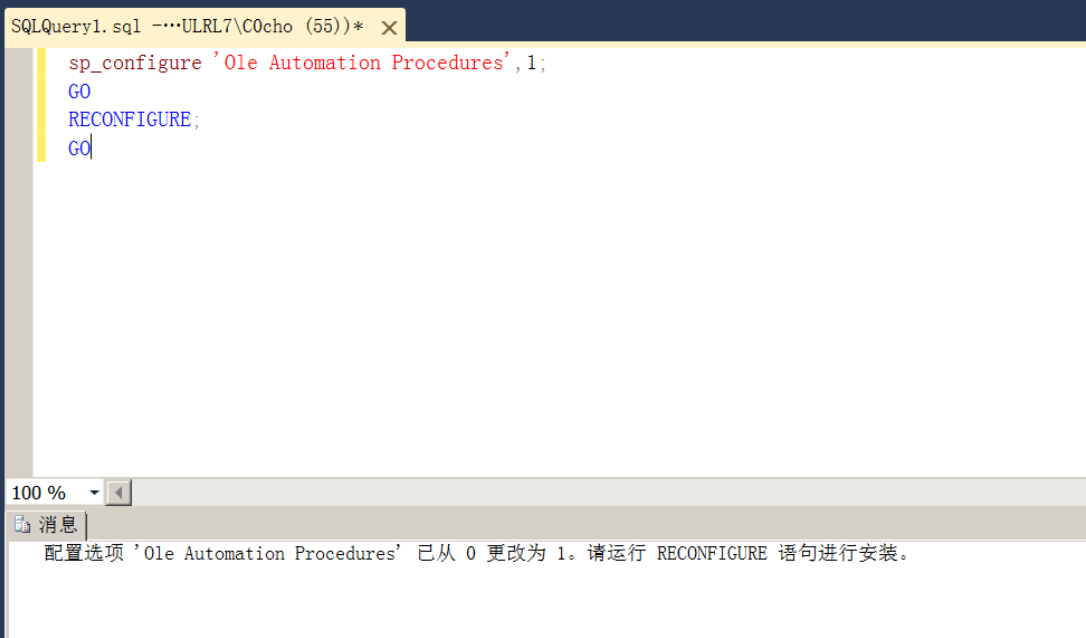 SQLQuery1.sql -···ULRL7\C0cho (55))*
sp_configure 'Ole Automation Procedures',1;
GO
RECONFIGURE;
GO
100 %
消息
配置选项 'Ole Automation Procedures' 已从 0 更改为 1。请运行 RECONFIGURE 语句进行安装。